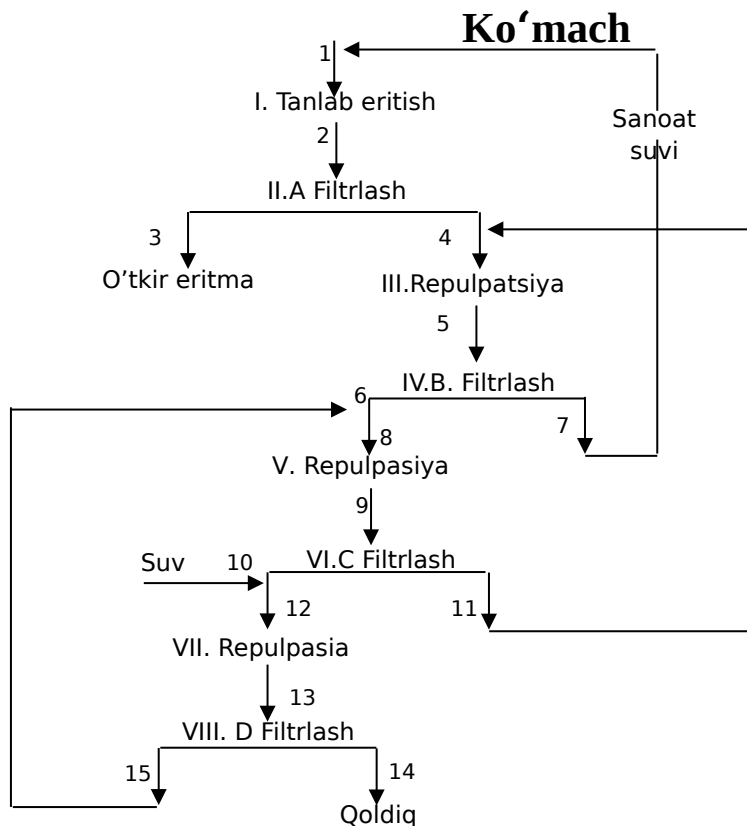 Ko‘mach
1
I. Tanlab eritish
Sanoat
suvi
2
II.A Filtrlash
3
4
O’tkir eritma
III.Repulpatsiya
5
IV.B. Filtrlash
6
7
8
V. Repulpasiya
9
VI.C Filtrlash
Suv
10
12
11
VII. Repulpasia
13
VIII. D Filtrlash
15
14
Qoldiq